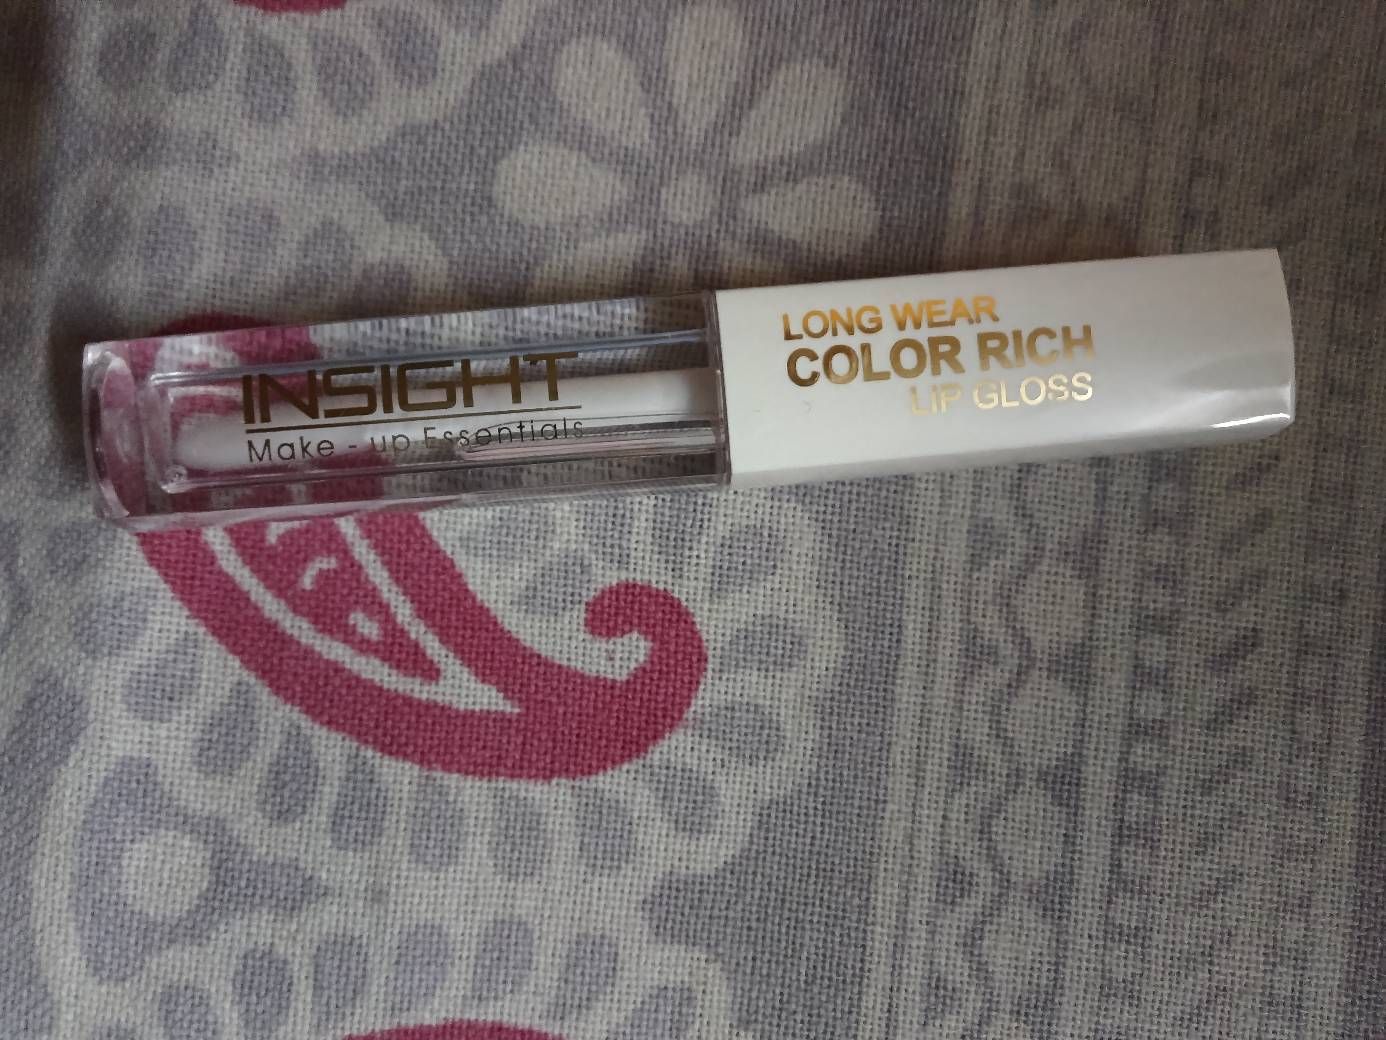 INSIGHT
Make-up Essentials
LONG WEAR
COLOR RICH
LIP GLOSS